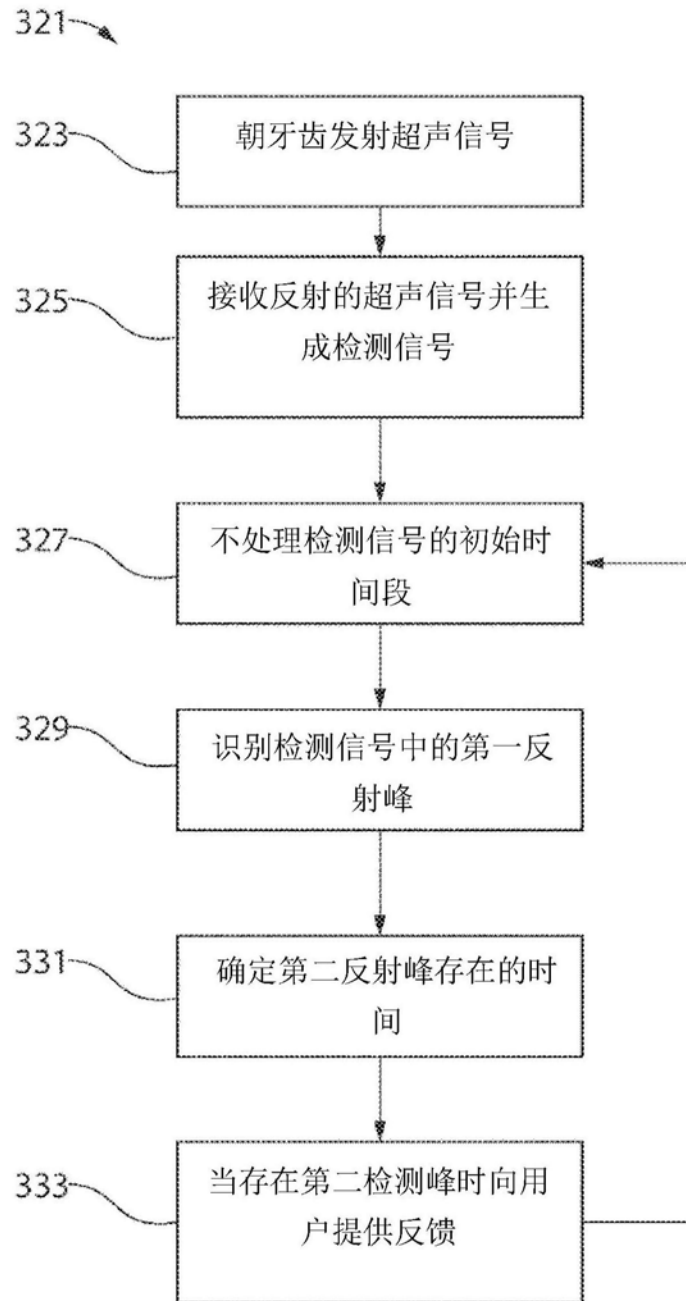 321
323
朝牙齿发射超声信号
325
接收反射的超声信号并生
成检测信号
327
不处理检测信号的初始时
间段
329
识别检测信号中的第一反
射峰
331
确定第二反射峰存在的时
间
333
当存在第二检测峰时向用
户提供反馈